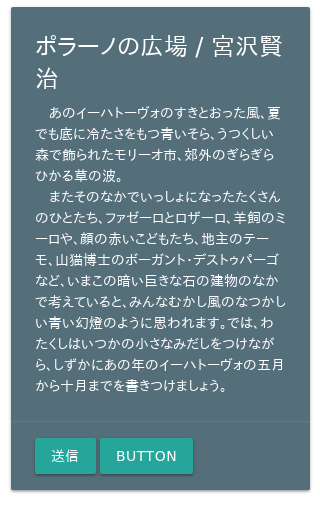 ポラーノの広場 / 宮沢賢
治
　あのイーハトーヴォのすきとおった風、夏
でも底に冷たさをもつ青いそら、うつくしい
森で飾られたモリーオ市、郊外のぎらぎら
ひかる草の波。
　またそのなかでいっしょになったたくさん
のひとたち、ファゼーロとロザーロ、羊飼のミ
ーロや、顔の赤いこどもたち、地主のテー
モ、山猫博士のボーガント・デストゥパーゴ
など、いまこの暗い巨きな石の建物のなか
で考えていると、みんなむかし風のなつかし
い青い幻燈のように思われます。では、わ
たくしはいつかの小さなみだしをつけなが
ら、しずかにあの年のイーハトーヴォの五月
から十月までを書きつけましょう。
送信 BUTTON